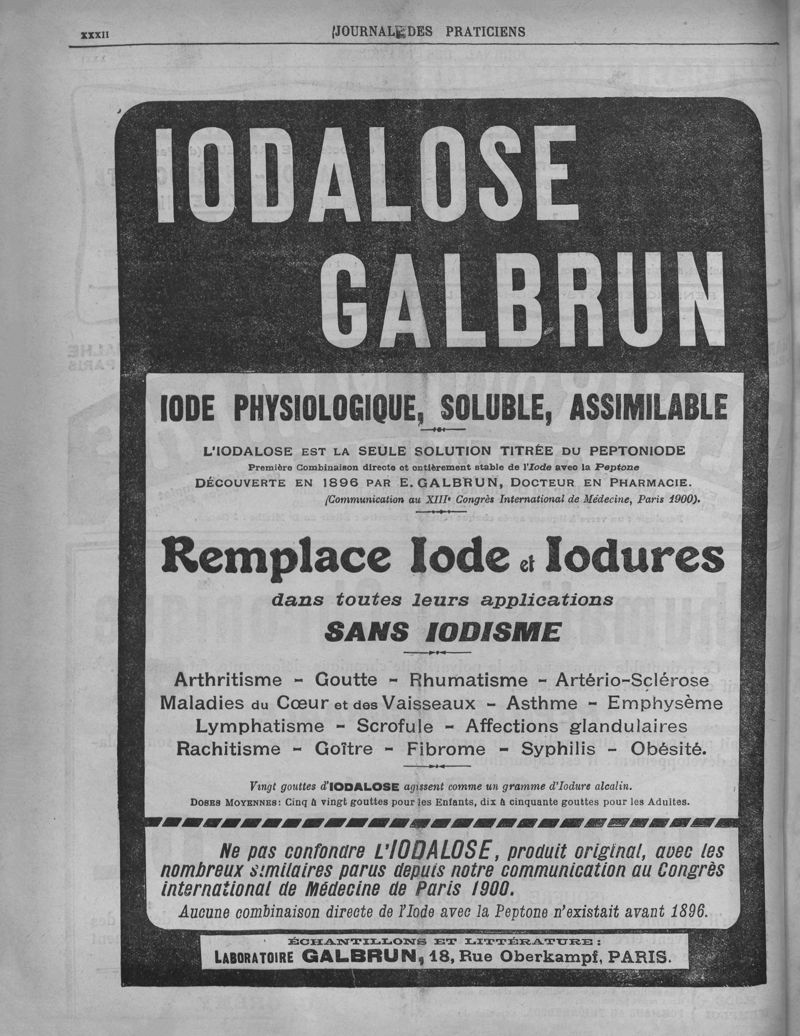 XXXII
JOURNAL DES PRATICIENS
IODALOSE
GALBRUN
IODE PHYSIOLOGIQUE, SOLUBLE, ASSIMILABLE
L'IODALOSE EST LA SEULE SOLUTION TITRÉE DU PEPTONIODE
Première Combinaison directe et entièrement stable de l'Iode avec la Peptone
DÉCOUVERTE EN 1896 PAR E. GALBRUN, DOCTEUR EN PHARMACIE.
(Communication au XIIIe Congrès International de Médecine, Paris 1900).
Remplace Iode et Iodures
dans toutes leurs applications
SANS IODISME
Arthritisme - Goutte - Rhumatisme - Artério-Sclérose
Maladies du Cœur et des Vaisseaux - Asthme - Emphysème
Lymphatisme - Scrofule - Affections glandulaires
Rachitisme - Goître - Fibrome - Syphilis - Obésité.
Vingt gouttes d'IODALOSE agissent comme un gramme d'Iodure alcalin.
DOSES MOYENNES: Cinq à vingt gouttes pour les Enfants, dix à cinquante gouttes pour les Adultes.
Ne pas confondre L'IODALOSE, produit original, avec les
nombreux similaires parus depuis notre communication au Congrès
international de Médecine de Paris 1900.
Aucune combinaison directe de l'Iode avec la Peptone n'existait avant 1896.
ÉCHANTILLONS ET LITTÉRATURE:
LABORATOIRE GALBRUN, 18, Rue Oberkampf, PARIS.